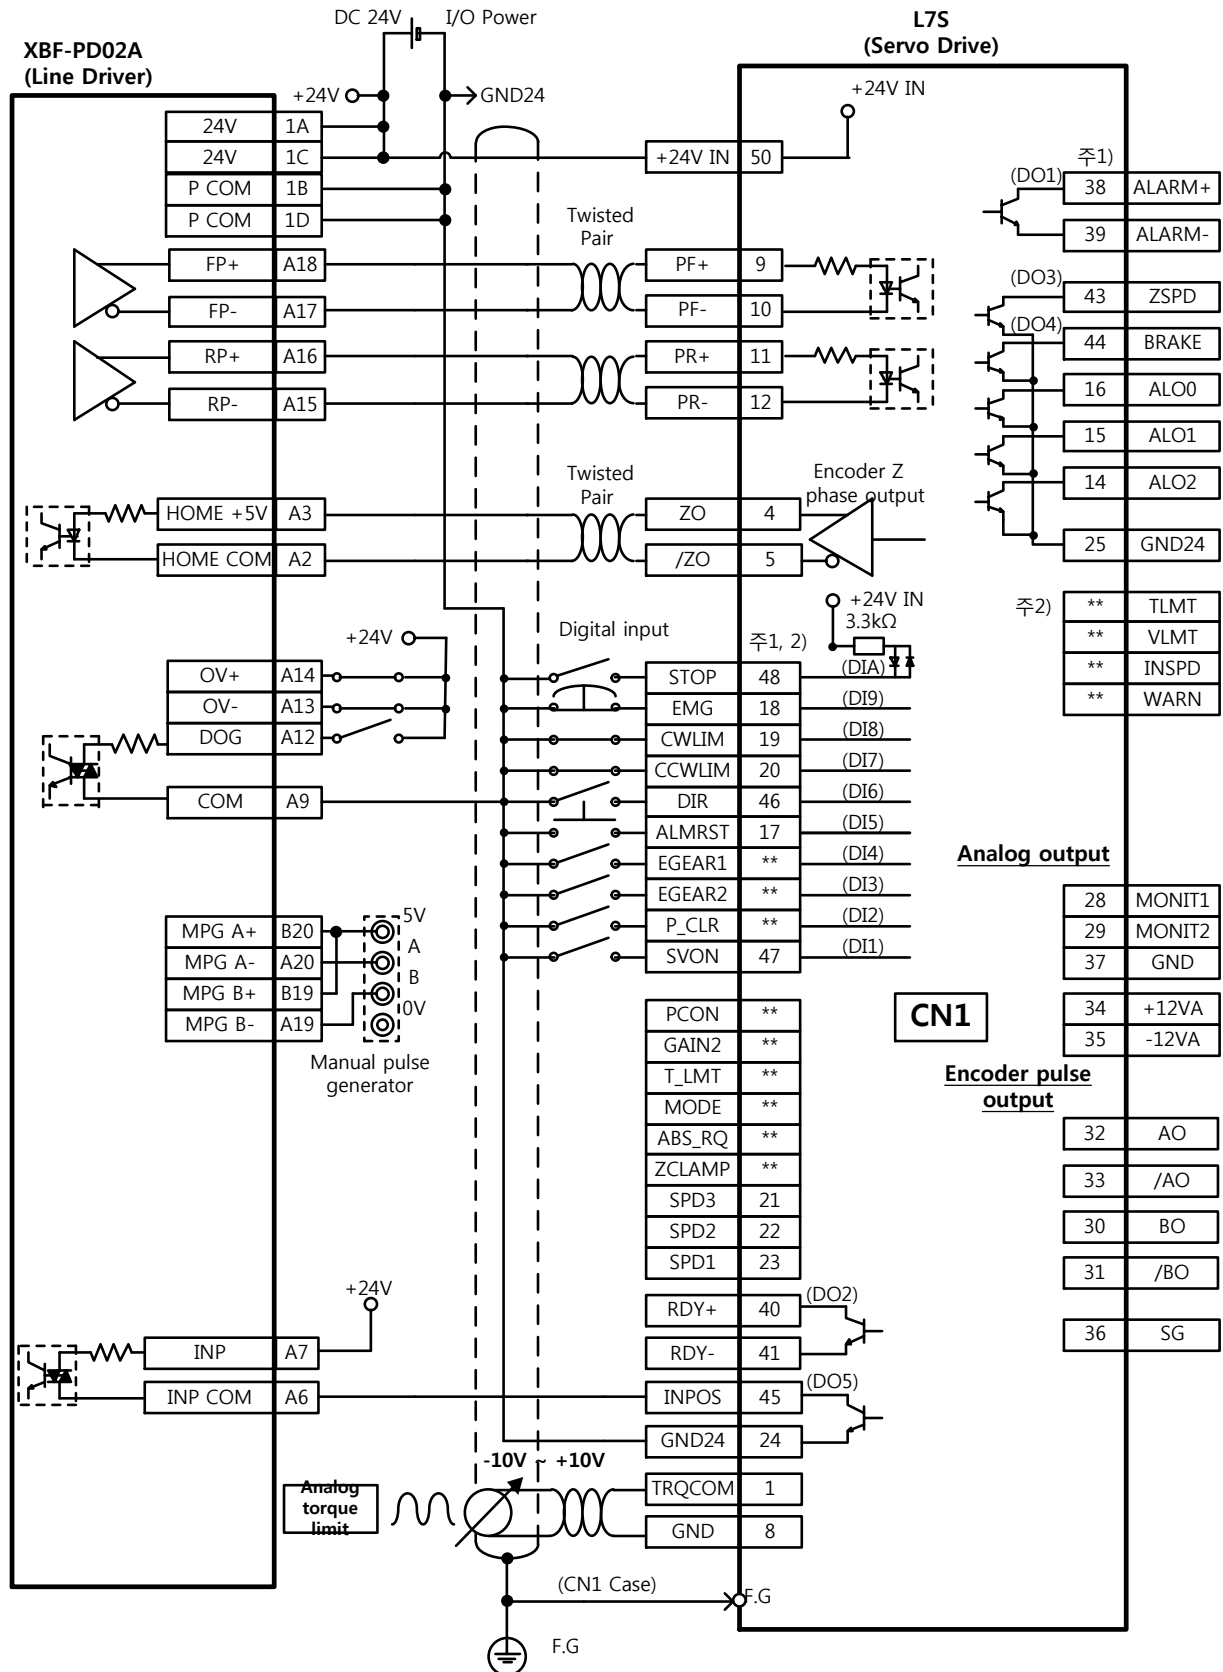 DC 24V
I/O Power
L7S
(Servo Drive)
XBF-PD02A
(Line Driver)
+24V
GND24
+24V IN
24V 1A
24V 1C
P COM 1B
P COM 1D
+24V IN 50
주1)
(DO1)
38 ALARM+
39 ALARM-
Twisted
Pair
FP+ A18
FP- A17
RP+ A16
RP- A15
PF+ 9
PF- 10
PR+ 11
PR- 12
(DO3)
43 ZSPD
(DO4)
44 BRAKE
16 ALO0
15 ALO1
14 ALO2
25 GND24
Twisted
Pair
Encoder Z
phase output
HOME +5V A3
HOME COM A2
ZO 4
/ZO 5
주2)
** TLMT
** VLMT
** INSPD
** WARN
+24V IN
3.3kΩ
+24V
Digital input
주1, 2)
OV+ A14
OV- A13
DOG A12
COM A9
STOP 48 (DIA)
EMG 18 (DI9)
CWLIM 19 (DI8)
CCWLIM 20 (DI7)
DIR 46 (DI6)
ALMRST 17 (DI5)
EGEAR1 ** (DI4)
EGEAR2 ** (DI3)
P_CLR ** (DI2)
SVON 47 (DI1)
Analog output
28 MONIT1
29 MONIT2
37 GND
34 +12VA
35 -12VA
MPG A+ B20
MPG A- A20
MPG B+ B19
MPG B- A19
5V
A
B
0V
Manual pulse
generator
CN1
PCON **
GAIN2 **
T_LMT **
MODE **
ABS_RQ **
ZCLAMP **
SPD3 21
SPD2 22
SPD1 23
Encoder pulse
output
32 AO
33 /AO
30 BO
31 /BO
36 SG
+24V
INP A7
INP COM A6
RDY+ 40 (DO2)
RDY- 41
INPOS 45 (DO5)
GND24 24
-10V ~ +10V
Analog
torque
limit
TRQCOM 1
GND 8
(CN1 Case)
F.G
F.G